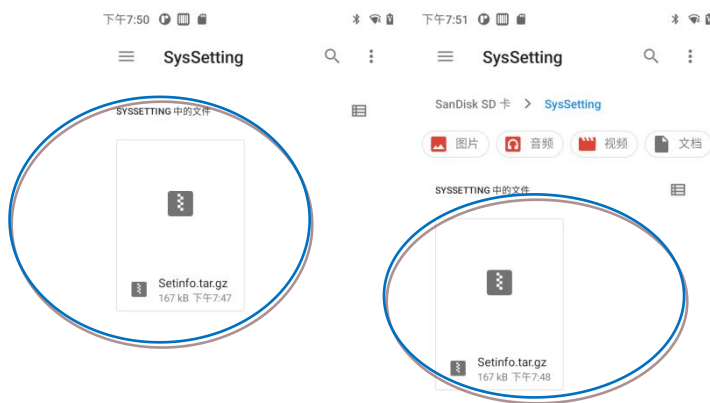 下午7:50
SysSetting
SYSSETTING 中的文件
Setinfo.tar.gz
167 kB 下午7:47
下午7:51
SysSetting
SanDisk SD 卡 > SysSetting
图片 音频 视频 文档
SYSSETTING 中的文件
Setinfo.tar.gz
167 kB 下午7:48